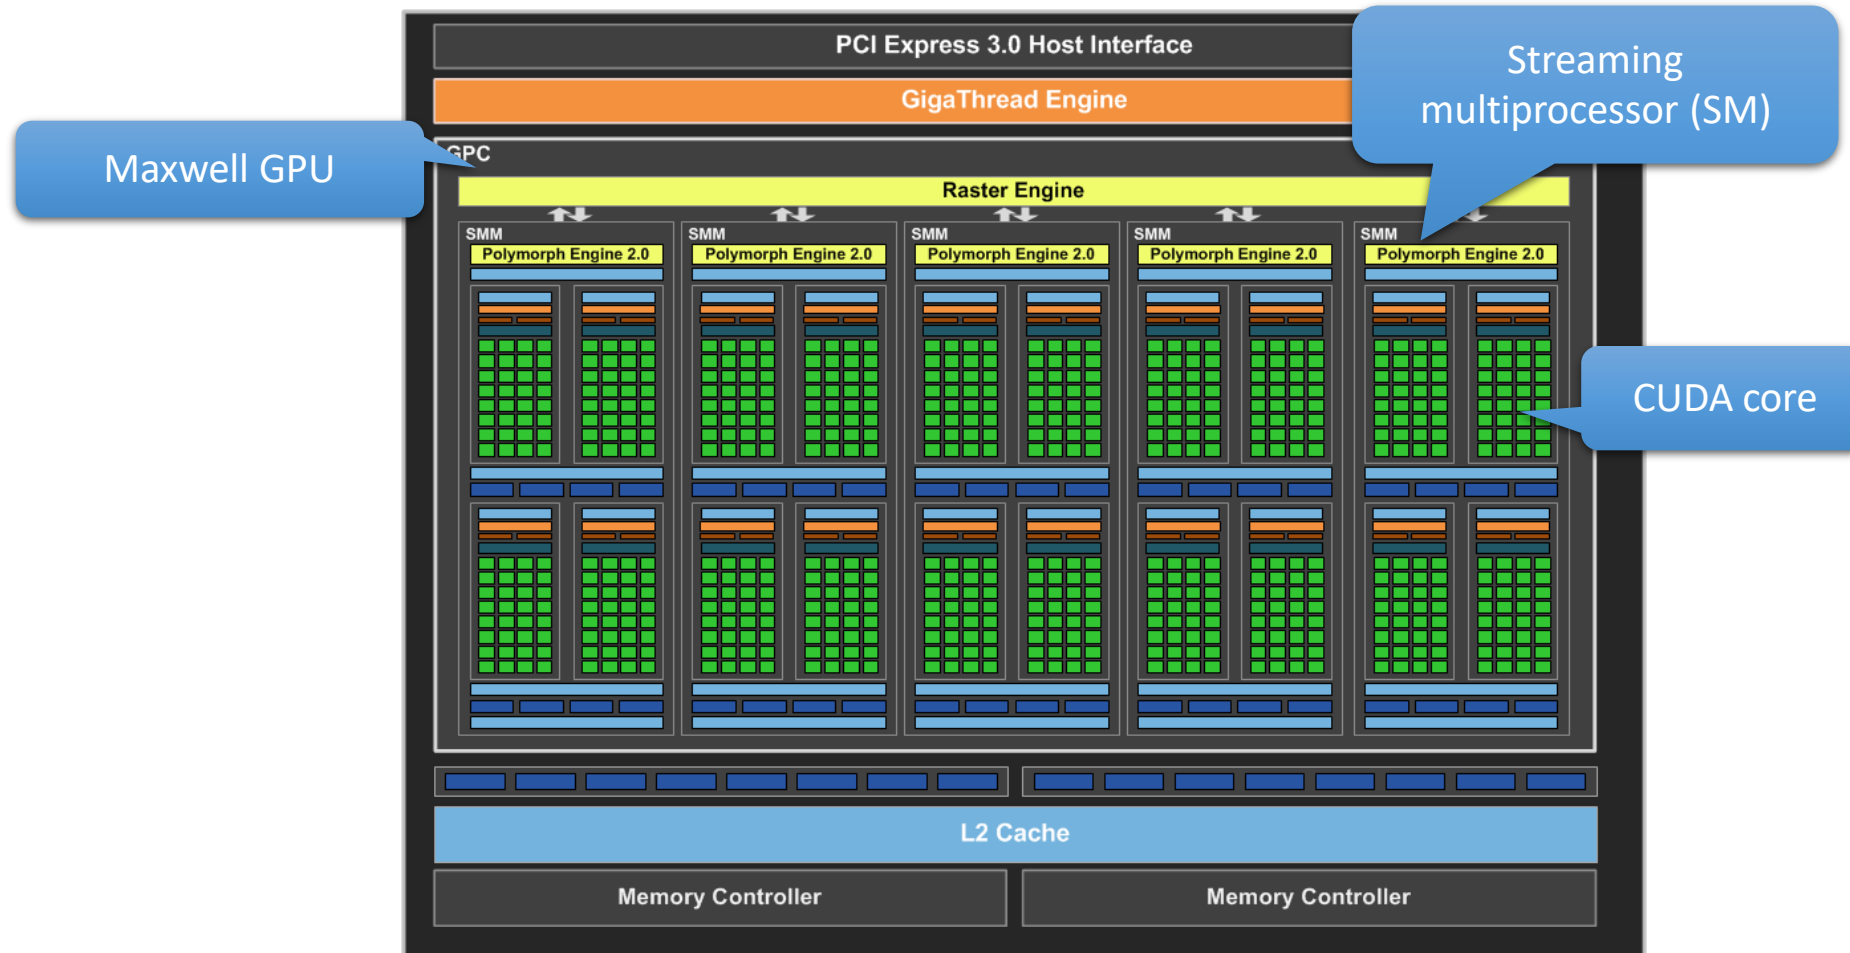 PCI Express 3.0 Host Interface
Streaming
multiprocessor (SM)
GigaThread Engine
Maxwell GPU
GPC
Raster Engine
SMM
SMM
SMM
SMM
SMM
Polymorph Engine 2.0
Polymorph Engine 2.0
Polymorph Engine 2.0
Polymorph Engine 2.0
Polymorph Engine 2.0
CUDA core
L2 Cache
Memory Controller
Memory Controller